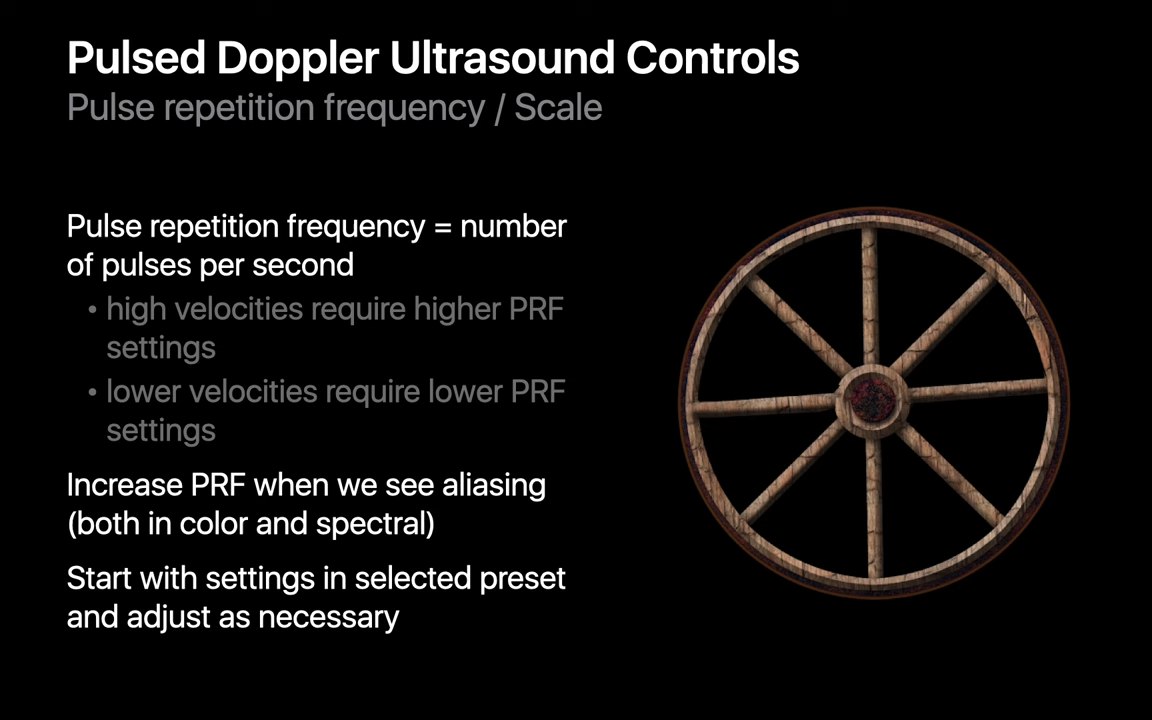 Pulsed Doppler Ultrasound Controls
Pulse repetition frequency / Scale
Pulse repetition frequency = number
of pulses per second
• high velocities require higher PRF
settings
• lower velocities require lower PRF
settings
Increase PRF when we see aliasing
(both in color and spectral)
Start with settings in selected preset
and adjust as necessary